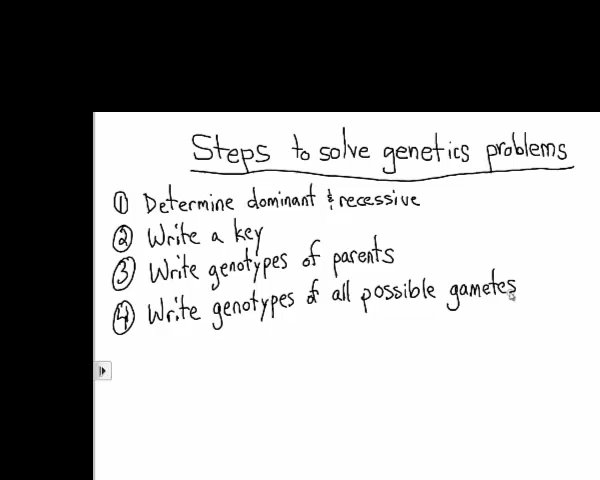 Steps to solve genetics problems
① Determine dominant & recessive
② Write a key
③ Write genotypes of parents
④ Write genotypes of all possible gametes